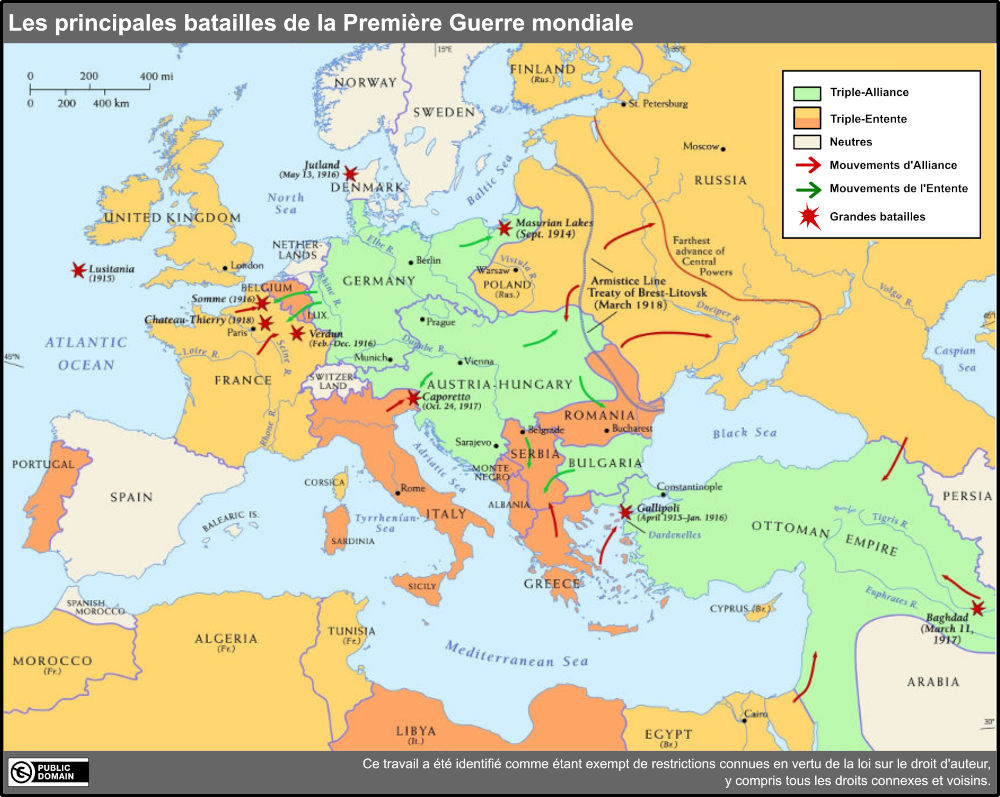 Les principales batailles de la Première Guerre mondiale
15°E
35°E
0 200 400 mi
0 200 400 km
NORWAY
SWEDEN
FINLAND
(Rus.)
St. Petersburg
Moscow
RUSSIA
Triple-Alliance
Triple-Entente
Neutres
Mouvements d'Alliance
Mouvements de l'Entente
Grandes batailles
Jutland
(May 13, 1916)
DENMARK
North
Sea
Baltic Sea
UNITED KINGDOM
London
Lusitania
(1915)
NETHER-
LANDS
Elbe R.
Berlin
GERMANY
Masurian Lakes
(Sept. 1914)
Vistula R.
Warsaw
POLAND
(Rus.)
Farthest
advance of
Central
Powers
Armistice Line
Treaty of Brest-Litovsk
(March 1918)
Dneiper R.
Volga R.
45°N
45°
Caspian
Sea
BELGIUM
Rhine R.
Somme (1916)
LUX.
Chateau-Thierry (1918)
Paris
Verdun
(Feb.-Dec. 1916)
Seine R.
Loire R.
FRANCE
Rhone R.
ATLANTIC
OCEAN
Prague
Danube R.
Munich
Vienna
SWITZER-
LAND
AUSTRIA-HUNGARY
Caporetto
(Oct. 24, 1917)
ROMANIA
Bucharest
Belgrade
Sarajevo
SERBIA
MONTE-
NEGRO
BULGARIA
ALBANIA
Black Sea
Adriatic Sea
PORTUGAL
SPAIN
BALEARIC IS.
CORSICA
Rome
ITALY
Tyrrhenian
Sea
SARDINIA
SICILY
GREECE
Constantinople
Gallipoli
(April 1915–Jan. 1916)
Dardenelles
OTTOMAN EMPIRE
Tigris R.
Euphrates R.
PERSIA
Baghdad
(March 11,
1917)
CYPRUS (Br.)
ARABIA
30°
SPANISH
MOROCCO
MOROCCO
(Fr.)
ALGERIA
(Fr.)
TUNISIA
(Fr.)
Mediterranean Sea
LIBYA
(It.)
Cairo
EGYPT
(Br.)
PUBLIC
DOMAIN
Ce travail a été identifié comme étant exempt de restrictions connues en vertu de la loi sur le droit d'auteur,
y compris tous les droits connexes et voisins.